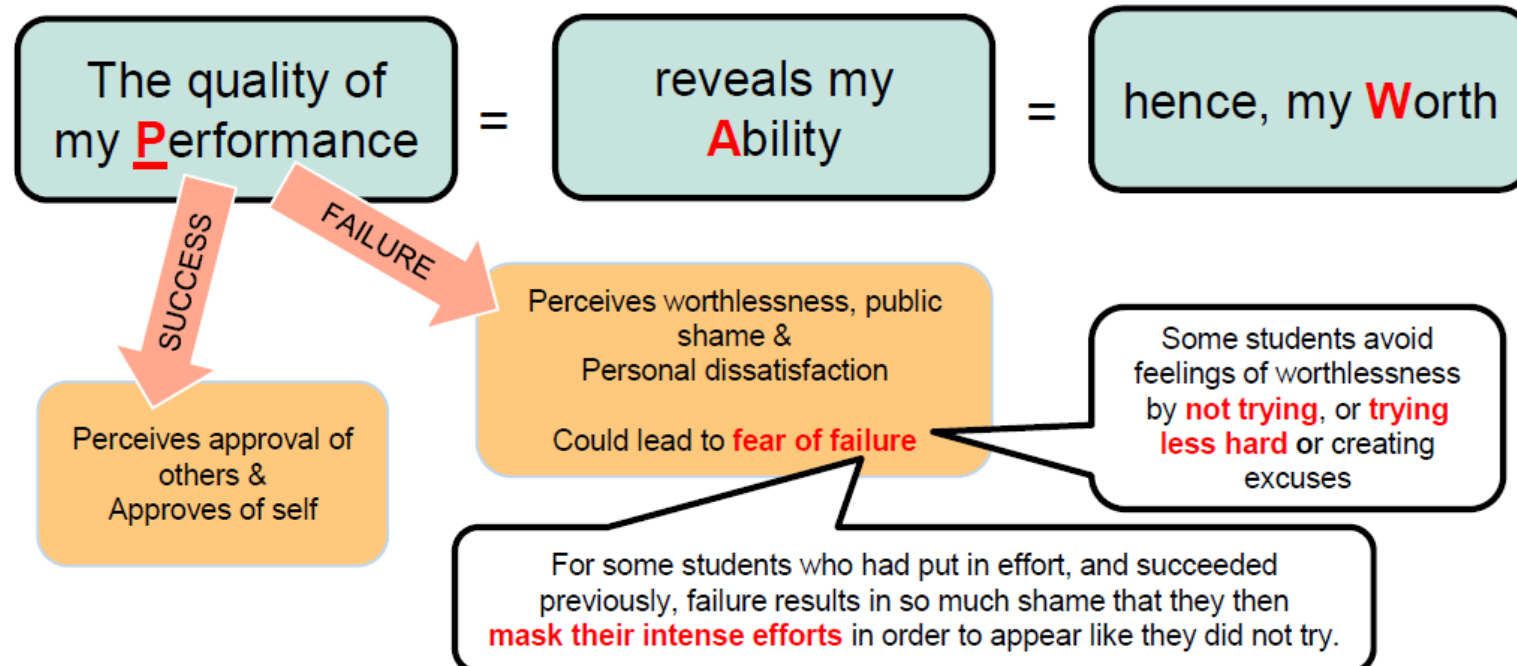 The quality of
my Performance
=
reveals my
Ability
=
hence, my Worth
SUCCESS
FAILURE
Perceives approval of
others &
Approves of self
Perceives worthlessness, public
shame &
Personal dissatisfaction
Could lead to fear of failure
Some students avoid
feelings of worthlessness
by not trying, or trying
less hard or creating
excuses
For some students who had put in effort, and succeeded
previously, failure results in so much shame that they then
mask their intense efforts in order to appear like they did not try.